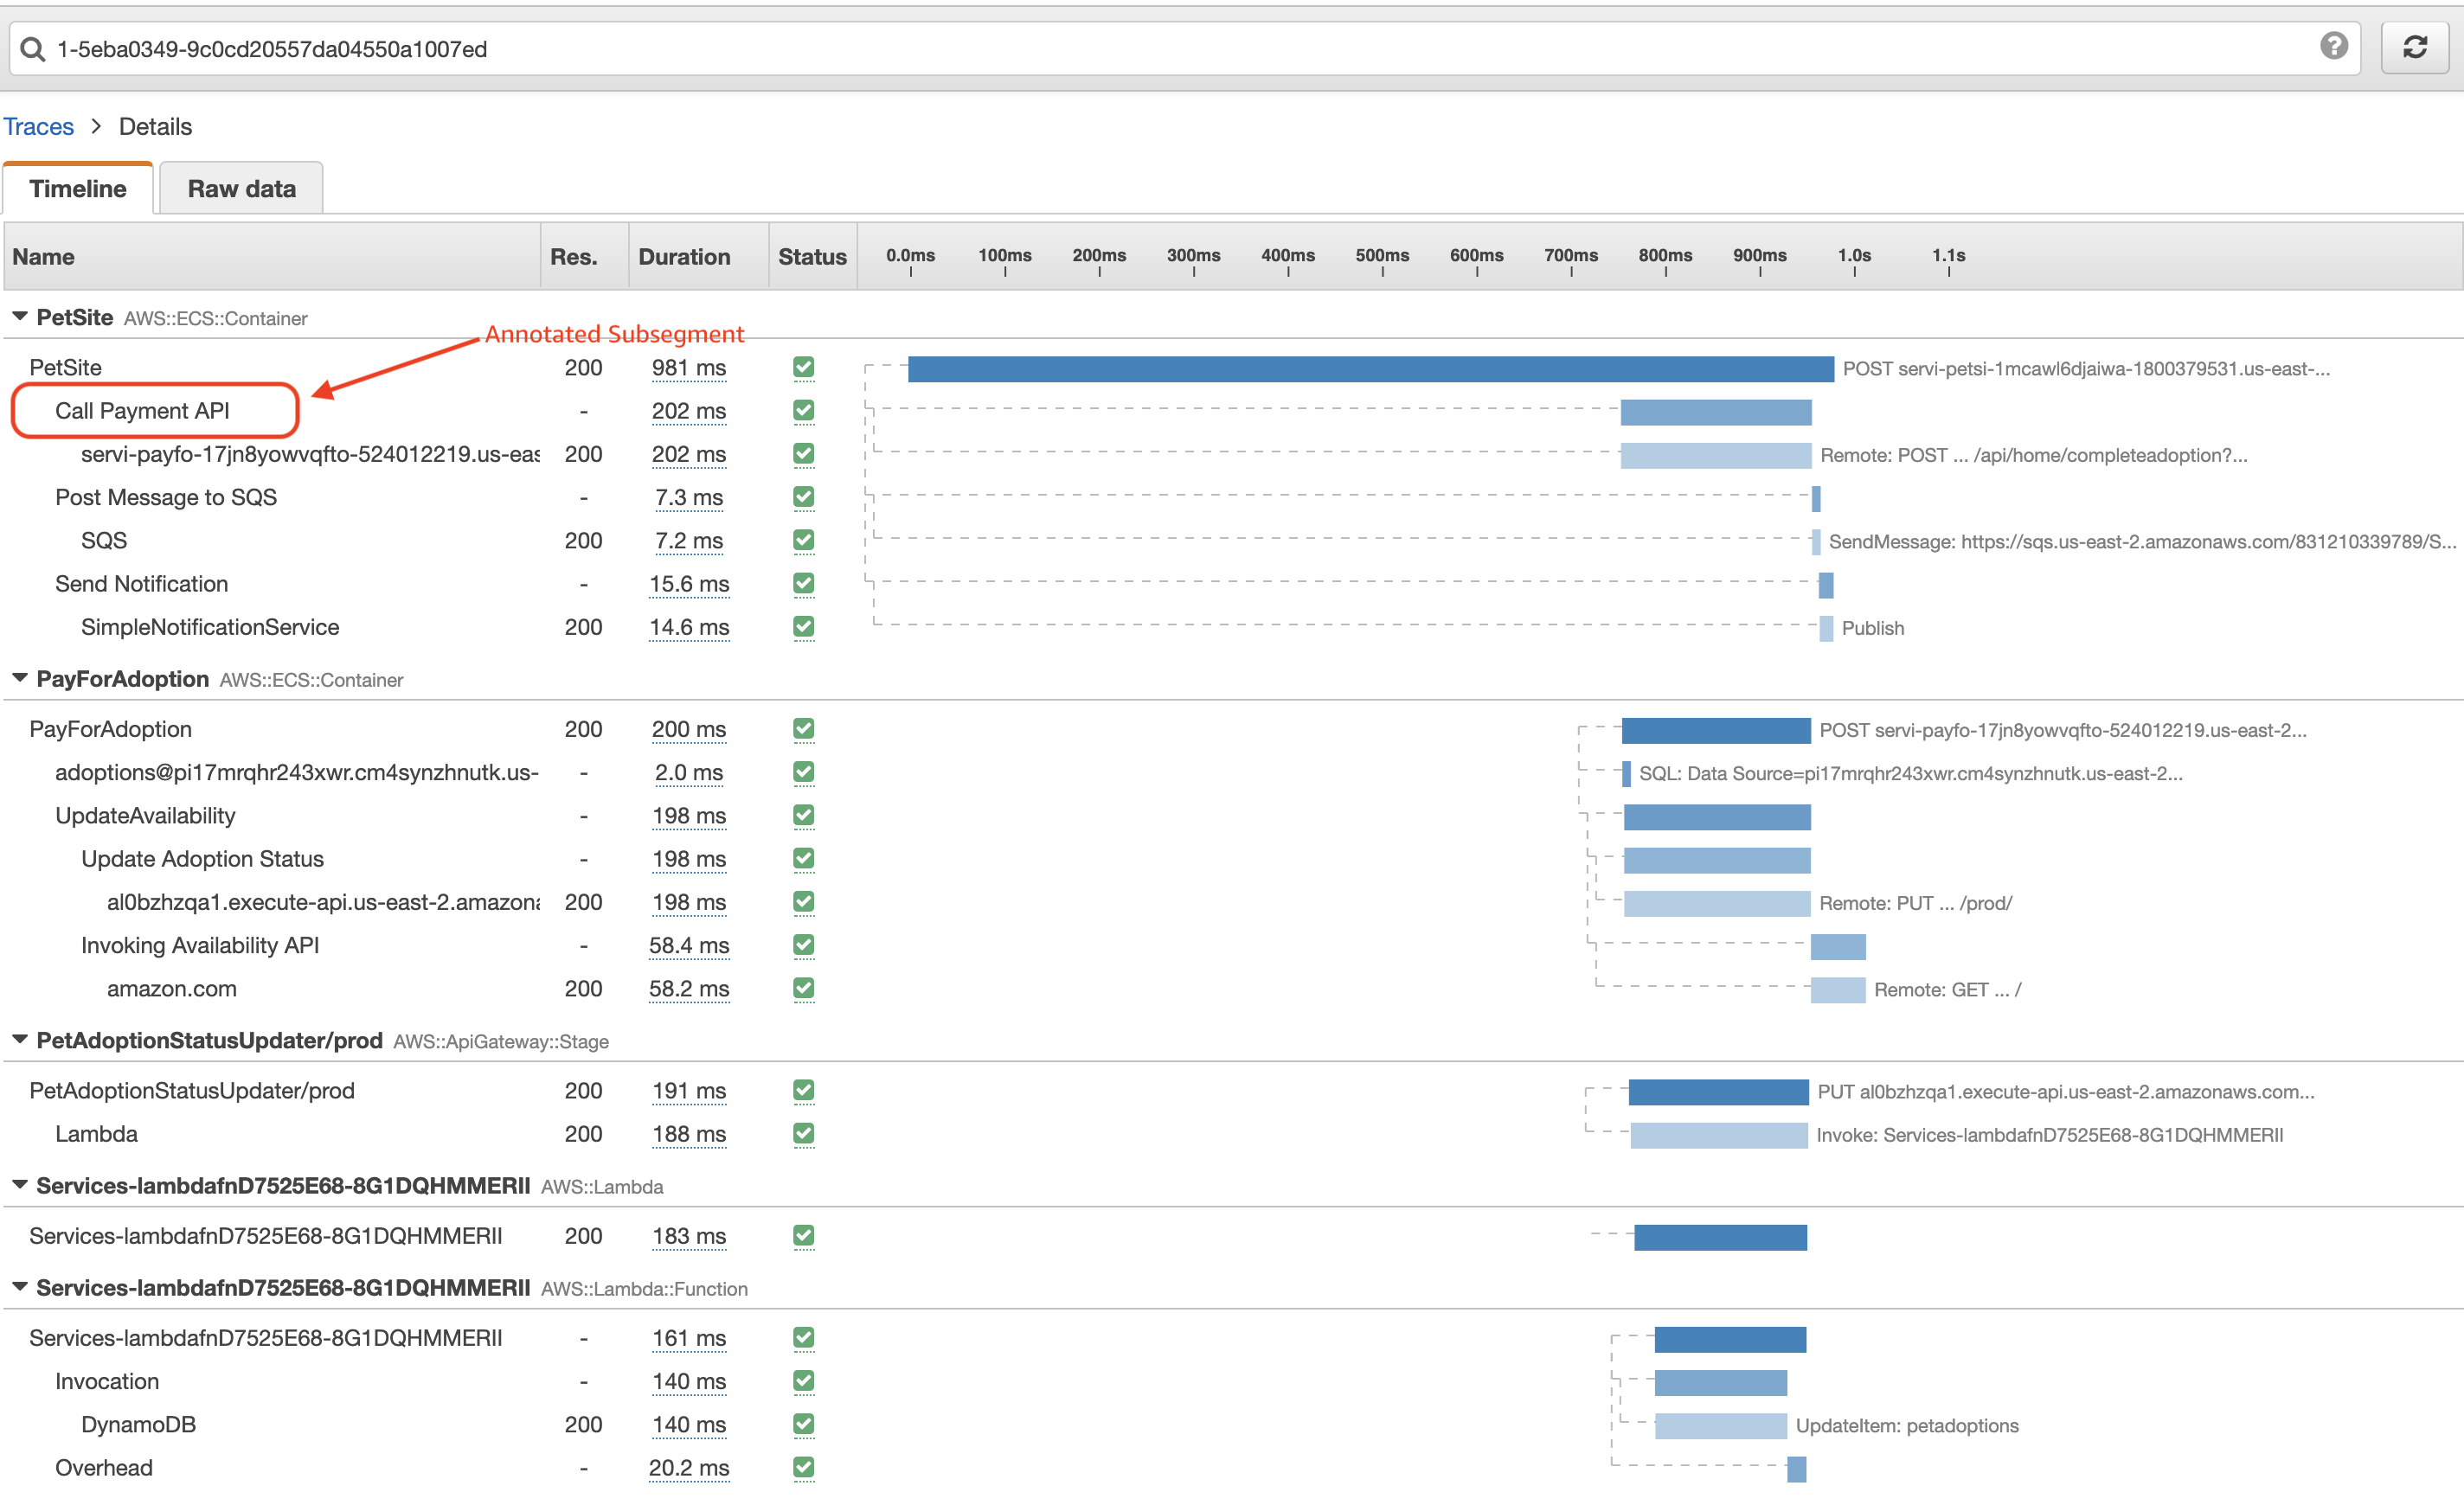 1-5eba0349-9c0cd20557da04550a1007ed
Traces > Details
Timeline Raw data
Name Res. Duration Status 0.0ms 100ms 200ms 300ms 400ms 500ms 600ms 700ms 800ms 900ms 1.0s 1.1s
PetSite AWS::ECS::Container
Annotated Subsegment
PetSite 200 981 ms POST servi-petsi-1mcawl6djaiwa-1800379531.us-east-...
Call Payment API - 202 ms
servi-payfo-17jn8yowvqfto-524012219.us-eas 200 202 ms Remote: POST ... /api/home/completeadoption?...
Post Message to SQS - 7.3 ms
SQS 200 7.2 ms SendMessage: https://sqs.us-east-2.amazonaws.com/831210339789/S...
Send Notification - 15.6 ms
SimpleNotificationService 200 14.6 ms Publish
PayForAdoption AWS::ECS::Container
PayForAdoption 200 200 ms POST servi-payfo-17jn8yowvqfto-524012219.us-east-2...
adoptions@pi17mrqhr243xwr.cm4synzhnutk.us- - 2.0 ms SQL: Data Source=pi17mrqhr243xwr.cm4synzhnutk.us-east-2...
UpdateAvailability - 198 ms
Update Adoption Status - 198 ms
al0bzhzqa1.execute-api.us-east-2.amazona 200 198 ms Remote: PUT ... /prod/
Invoking Availability API - 58.4 ms
amazon.com 200 58.2 ms Remote: GET ... /
PetAdoptionStatusUpdater/prod AWS::ApiGateway::Stage
PetAdoptionStatusUpdater/prod 200 191 ms PUT al0bzhzqa1.execute-api.us-east-2.amazonaws.com...
Lambda 200 188 ms Invoke: Services-lambdafnD7525E68-8G1DQHMMERII
Services-lambdafnD7525E68-8G1DQHMMERII AWS::Lambda
Services-lambdafnD7525E68-8G1DQHMMERII 200 183 ms
Services-lambdafnD7525E68-8G1DQHMMERII AWS::Lambda::Function
Services-lambdafnD7525E68-8G1DQHMMERII - 161 ms
Invocation - 140 ms
DynamoDB 200 140 ms UpdateItem: petadoptions
Overhead - 20.2 ms